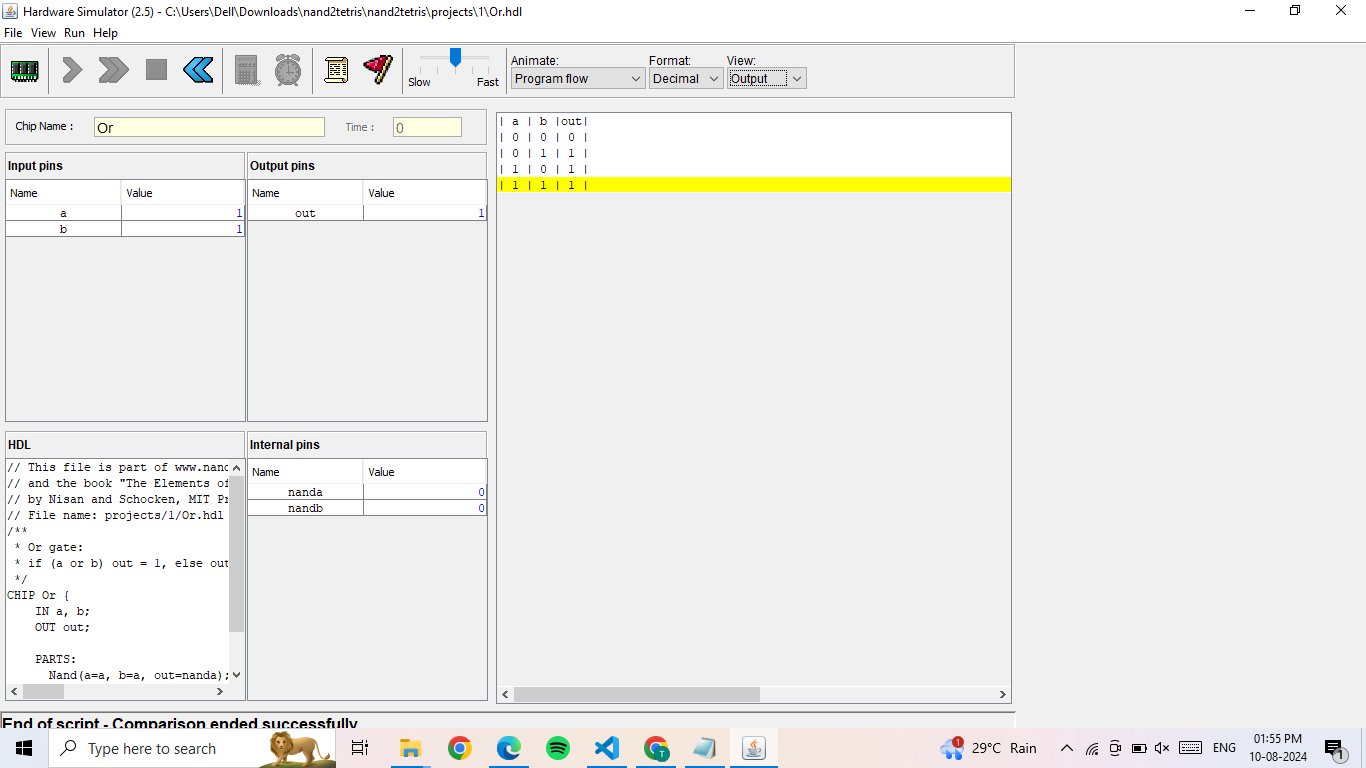 Hardware Simulator (2.5) - C:\Users\Dell\Downloads\nand2tetris\nand2tetris\projects\1\Or.hdl
File View Run Help
Animate: Format: View:
Slow Fast Program flow Decimal Output
Chip Name : Or Time : 0
Input pins
Name Value
a 1
b 1
Output pins
Name Value
out 1
| a | b |out|
| 0 | 0 | 0 |
| 0 | 1 | 1 |
| 1 | 0 | 1 |
| 1 | 1 | 1 |
HDL
// This file is part of www.nand
// and the book "The Elements of
// by Nisan and Schocken, MIT Pr
// File name: projects/1/Or.hdl
/**
* Or gate:
* if (a or b) out = 1, else out
*/
CHIP Or {
IN a, b;
OUT out;
PARTS:
Nand(a=a, b=a, out=nanda);
Internal pins
Name Value
nanda 0
nandb 0
End of script - Comparison ended successfully
Type here to search
1
29°C Rain
ENG
01:55 PM
10-08-2024
1